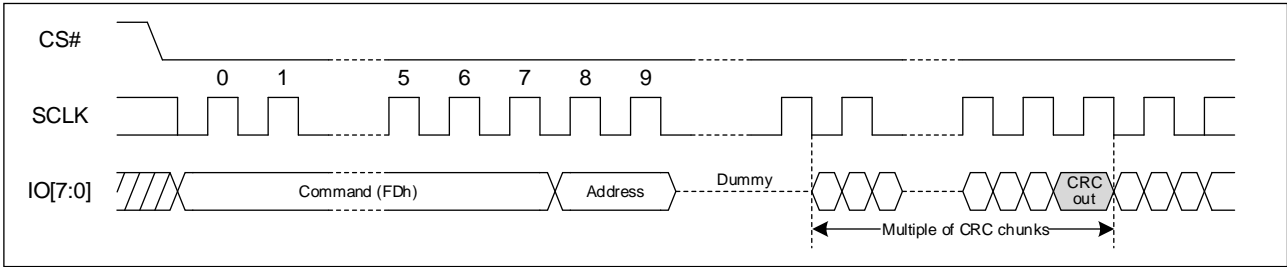 CS#
0 1 5 6 7 8 9
SCLK
IO[7:0] Command (FDh) Address Dummy CRC
out
Multiple of CRC chunks